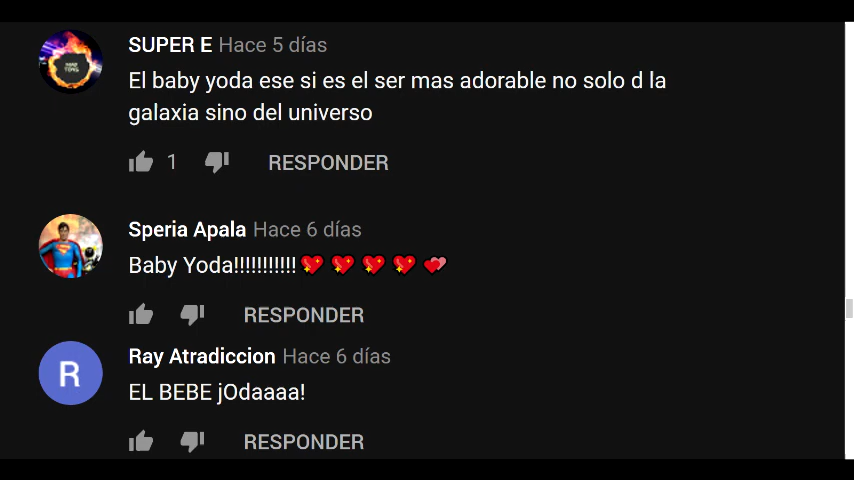 SUPER E Hace 5 días
El baby yoda ese si es el ser mas adorable no solo d la
galaxia sino del universo
1 RESPONDER
Speria Apala Hace 6 días
Baby Yoda!!!!!!!!!!!💖💖💖💖💕
RESPONDER
R
Ray Atradiccion Hace 6 días
EL BEBE jOdaaaa!
RESPONDER